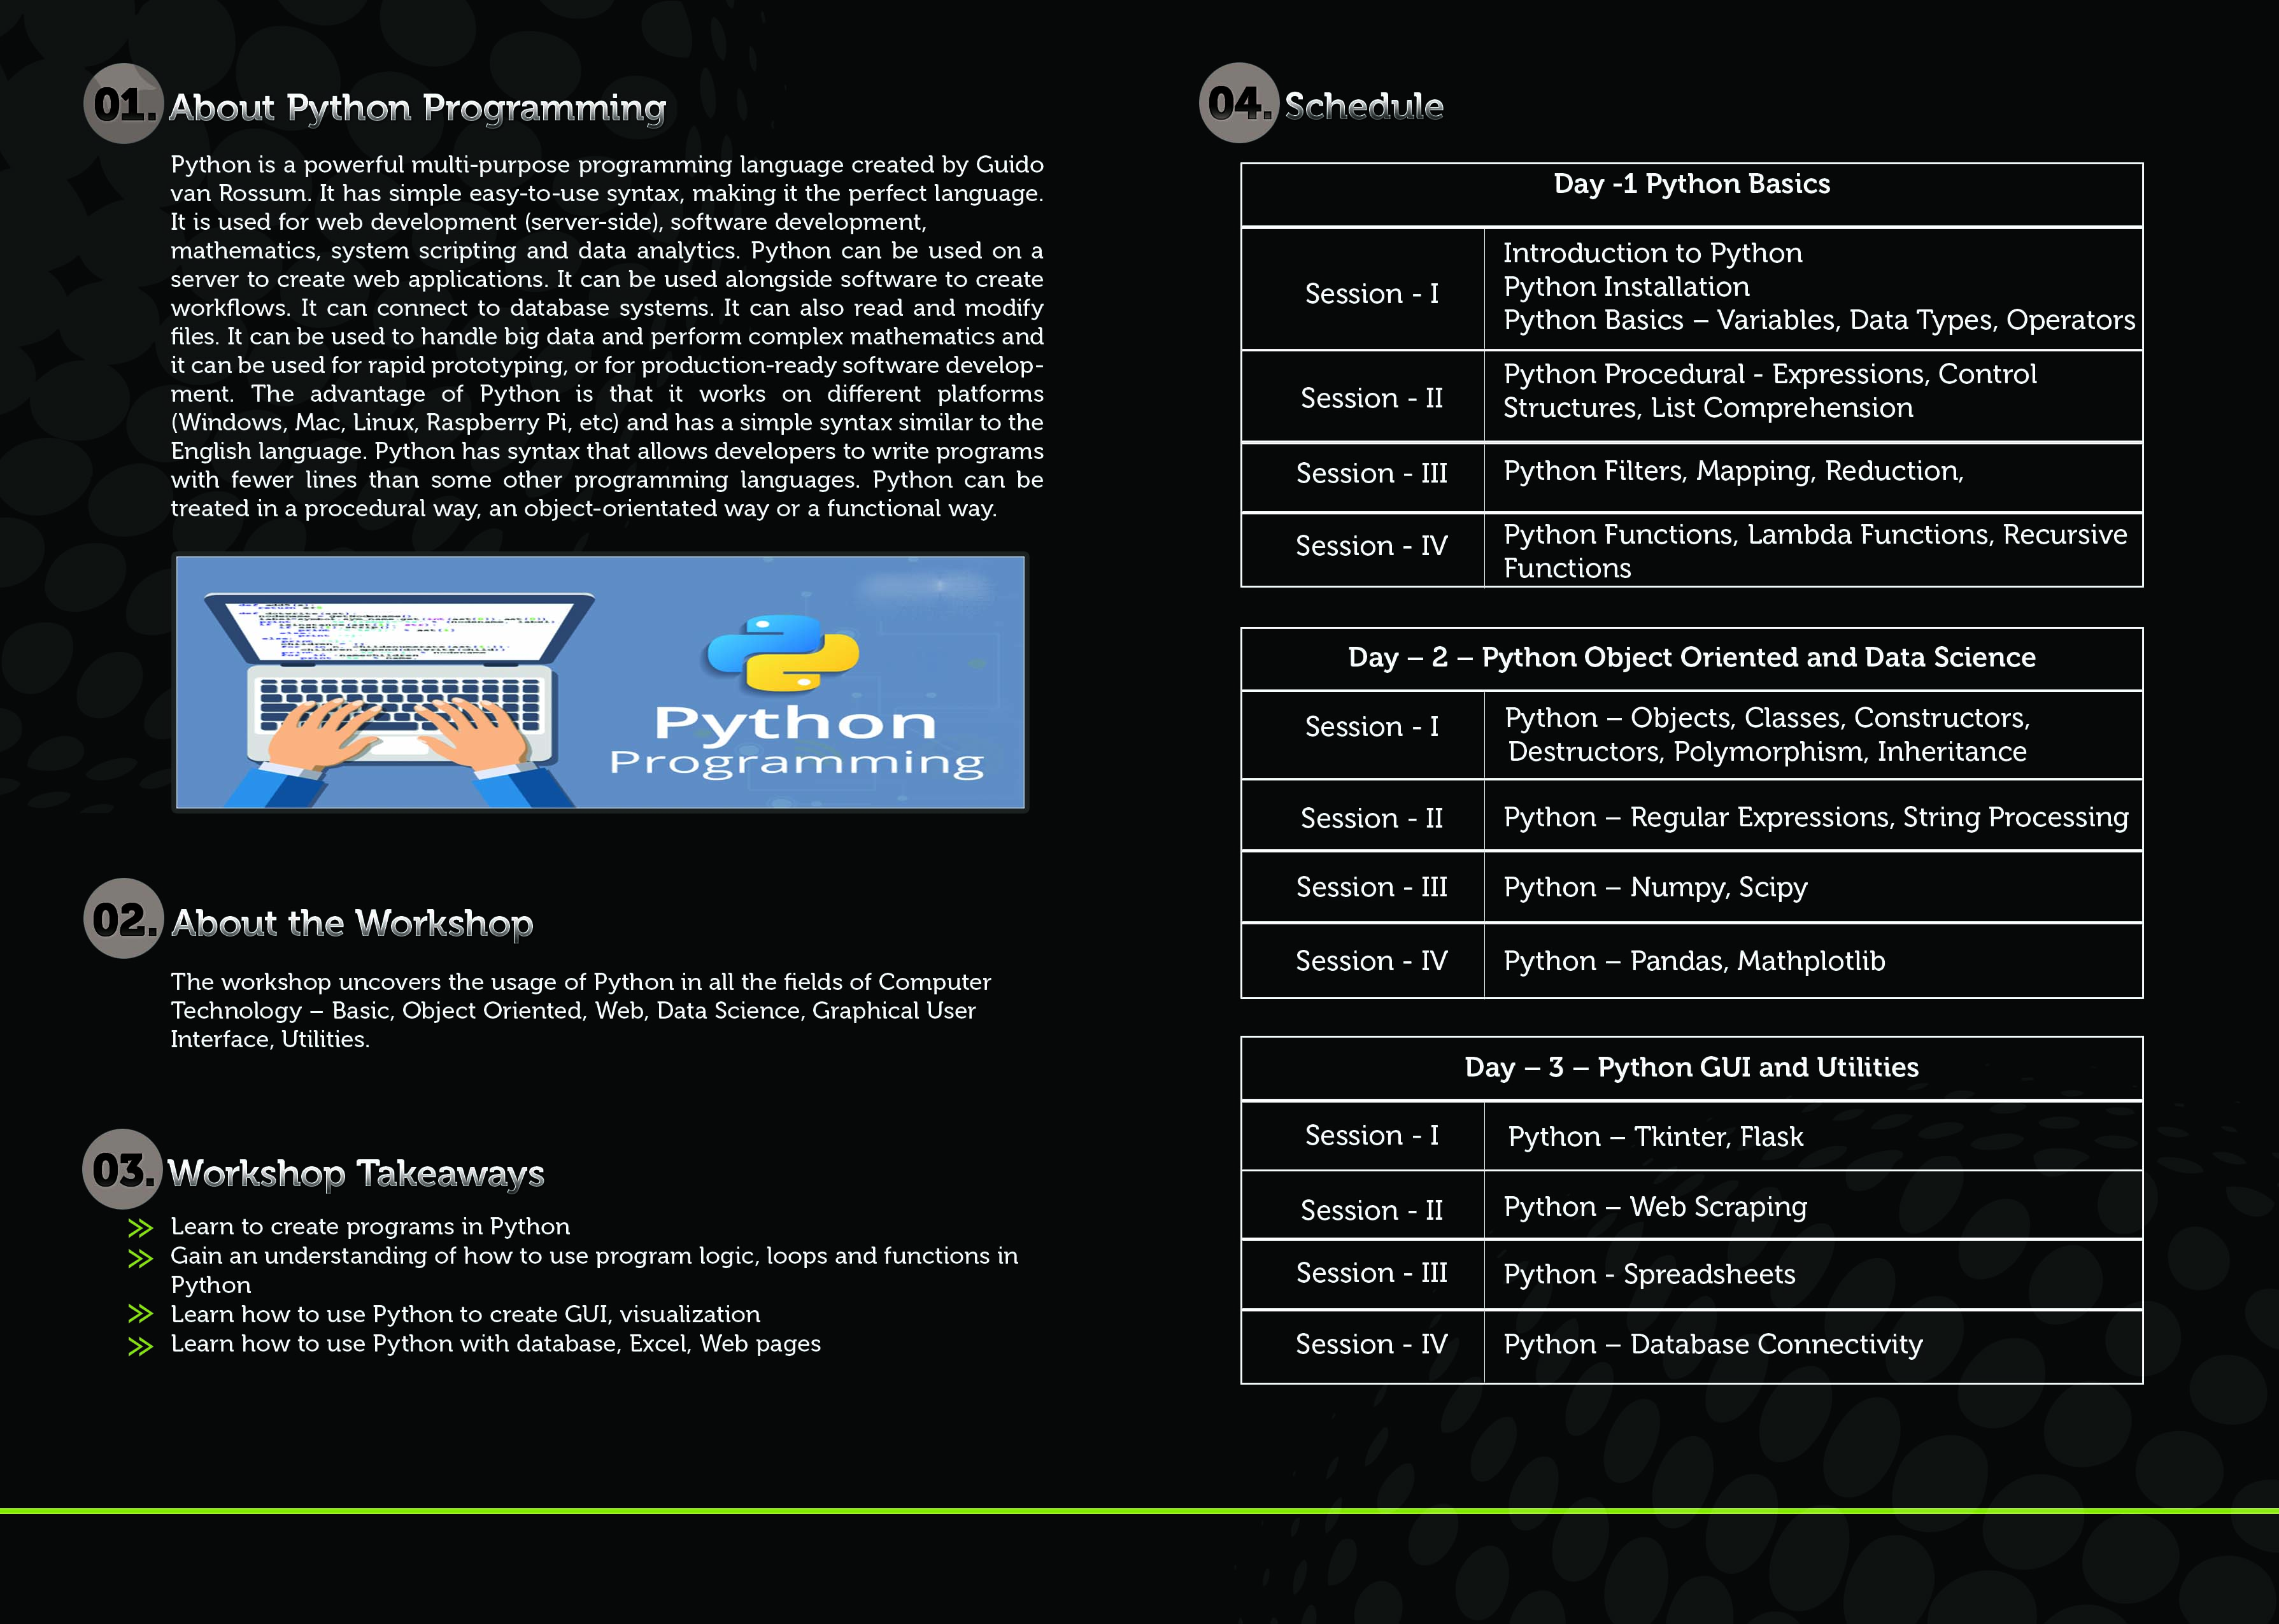 01. About Python Programming
Python is a powerful multi-purpose programming language created by Guido
van Rossum. It has simple easy-to-use syntax, making it the perfect language.
It is used for web development (server-side), software development,
mathematics, system scripting and data analytics. Python can be used on a
server to create web applications. It can be used alongside software to create
workflows. It can connect to database systems. It can also read and modify
files. It can be used to handle big data and perform complex mathematics and
it can be used for rapid prototyping, or for production-ready software develop-
ment. The advantage of Python is that it works on different platforms
(Windows, Mac, Linux, Raspberry Pi, etc) and has a simple syntax similar to the
English language. Python has syntax that allows developers to write programs
with fewer lines than some other programming languages. Python can be
treated in a procedural way, an object-orientated way or a functional way.
Python
Programming
02. About the Workshop
The workshop uncovers the usage of Python in all the fields of Computer
Technology – Basic, Object Oriented, Web, Data Science, Graphical User
Interface, Utilities.
03. Workshop Takeaways
Learn to create programs in Python
Gain an understanding of how to use program logic, loops and functions in
Python
Learn how to use Python to create GUI, visualization
Learn how to use Python with database, Excel, Web pages
04. Schedule
Day -1 Python Basics
Session - I
Introduction to Python
Python Installation
Python Basics – Variables, Data Types, Operators
Session - II
Python Procedural - Expressions, Control
Structures, List Comprehension
Session - III
Python Filters, Mapping, Reduction,
Session - IV
Python Functions, Lambda Functions, Recursive
Functions
Day – 2 – Python Object Oriented and Data Science
Session - I
Python – Objects, Classes, Constructors,
Destructors, Polymorphism, Inheritance
Session - II
Python – Regular Expressions, String Processing
Session - III
Python – Numpy, Scipy
Session - IV
Python – Pandas, Mathplotlib
Day – 3 – Python GUI and Utilities
Session - I
Python – Tkinter, Flask
Session - II
Python – Web Scraping
Session - III
Python - Spreadsheets
Session - IV
Python – Database Connectivity